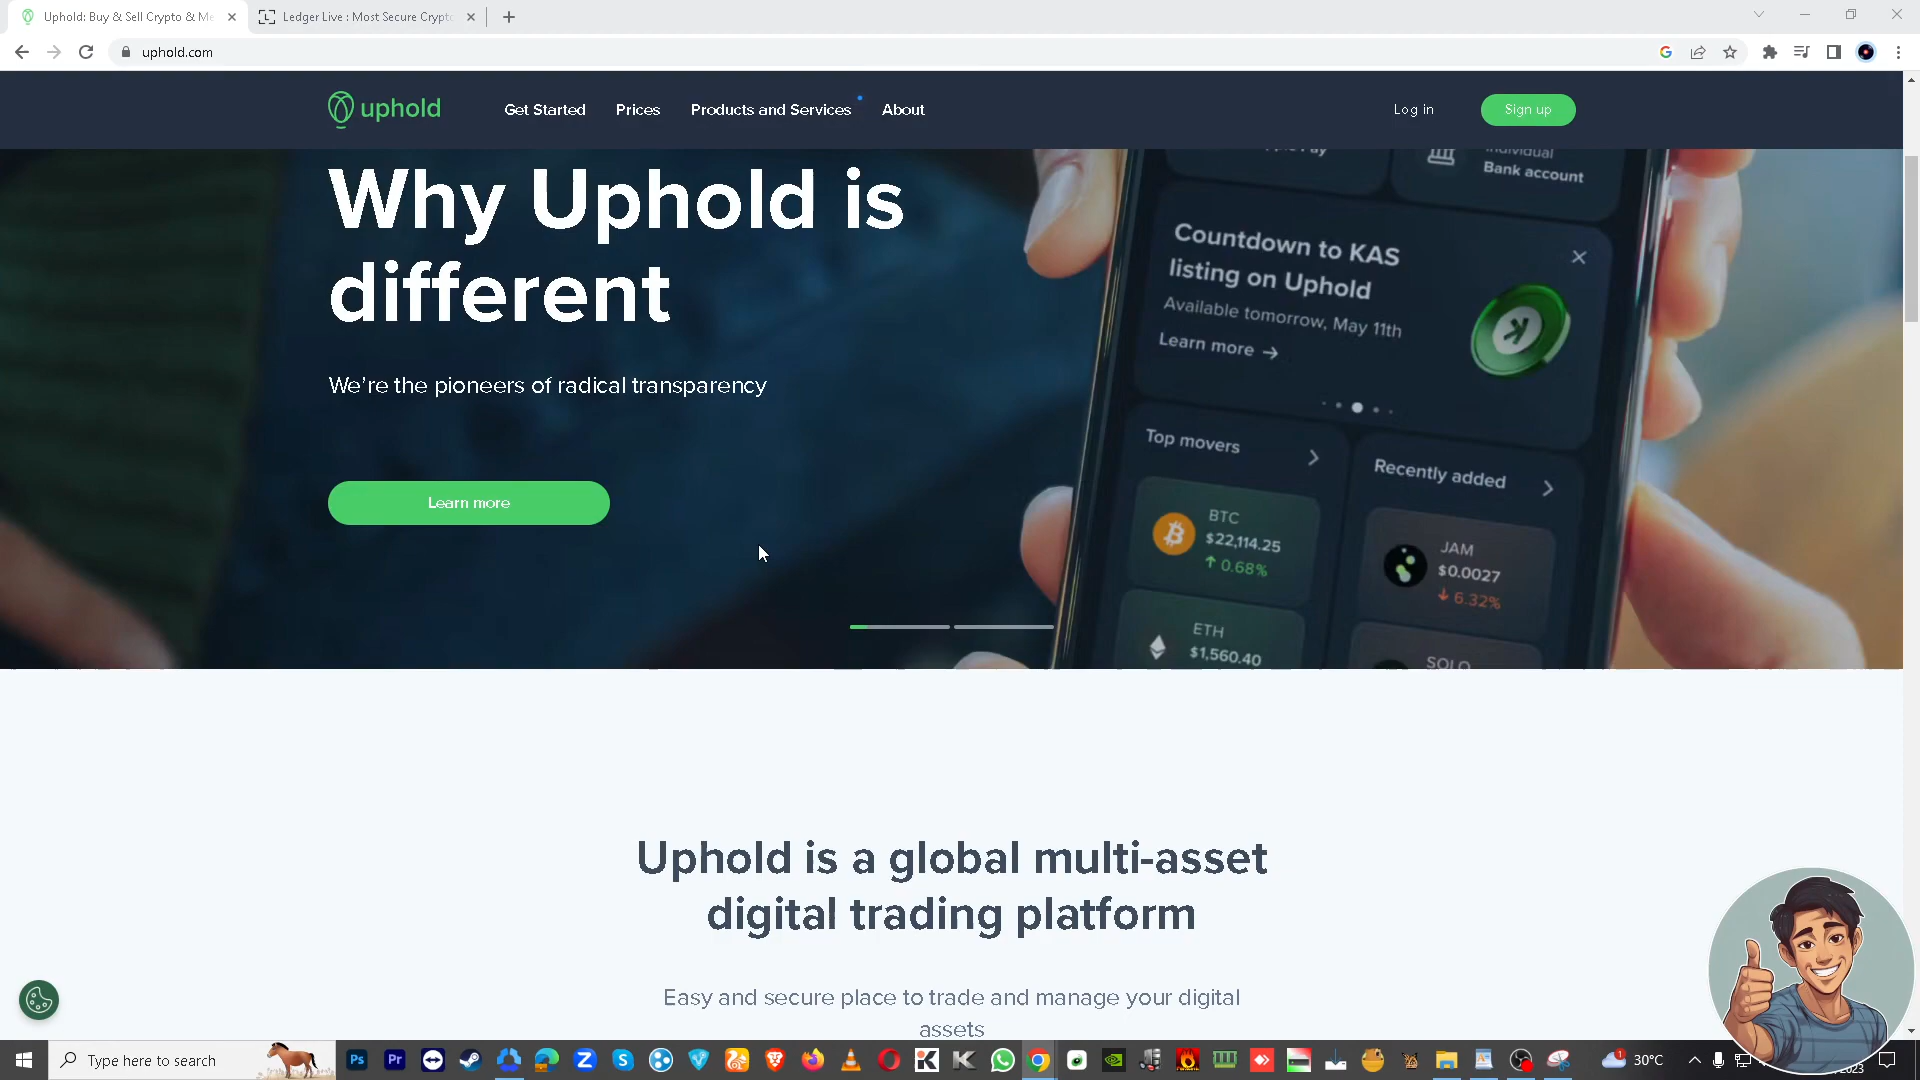 Uphold: Buy & Sell Crypto & Me
Ledger Live : Most Secure Crypto
uphold.com
uphold
Get Started
Prices
Products and Services
About
Log in
Sign up
Why Uphold is
different
We're the pioneers of radical transparency
Learn more
Individual
Bank account
Countdown to KAS
listing on Uphold
Available tomorrow, May 11th
Learn more →
Top movers
BTC
$22,114.25
↑ 0.68%
ETH
$1,560.40
Recently added
JAM
$0.0027
↓ 6.32%
SOLO
Uphold is a global multi-asset
digital trading platform
Easy and secure place to trade and manage your digital
assets
Type here to search
30°C